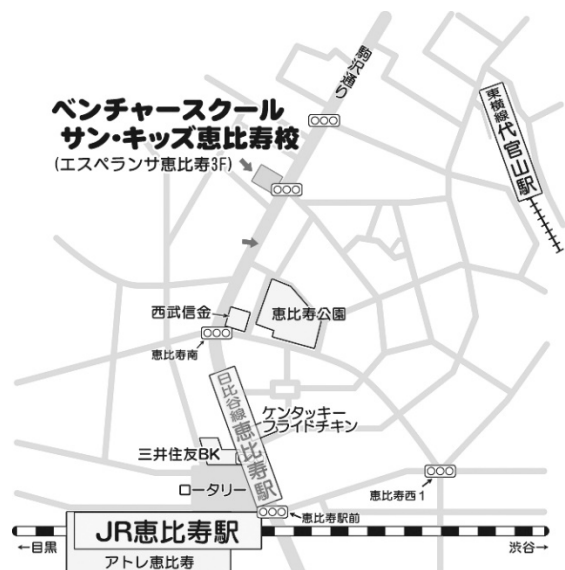 駒沢通り
ベンチャースクール
サン・キッズ恵比寿校
(エスペランサ恵比寿3F)
東横線代官山駅
西武信金
恵比寿公園
恵比寿南
日比谷線恵比寿駅
ケンタッキー
フライドチキン
三井住友BK
ロータリー
恵比寿西1
恵比寿駅前
JR恵比寿駅
←目黒
渋谷→
アトレ恵比寿